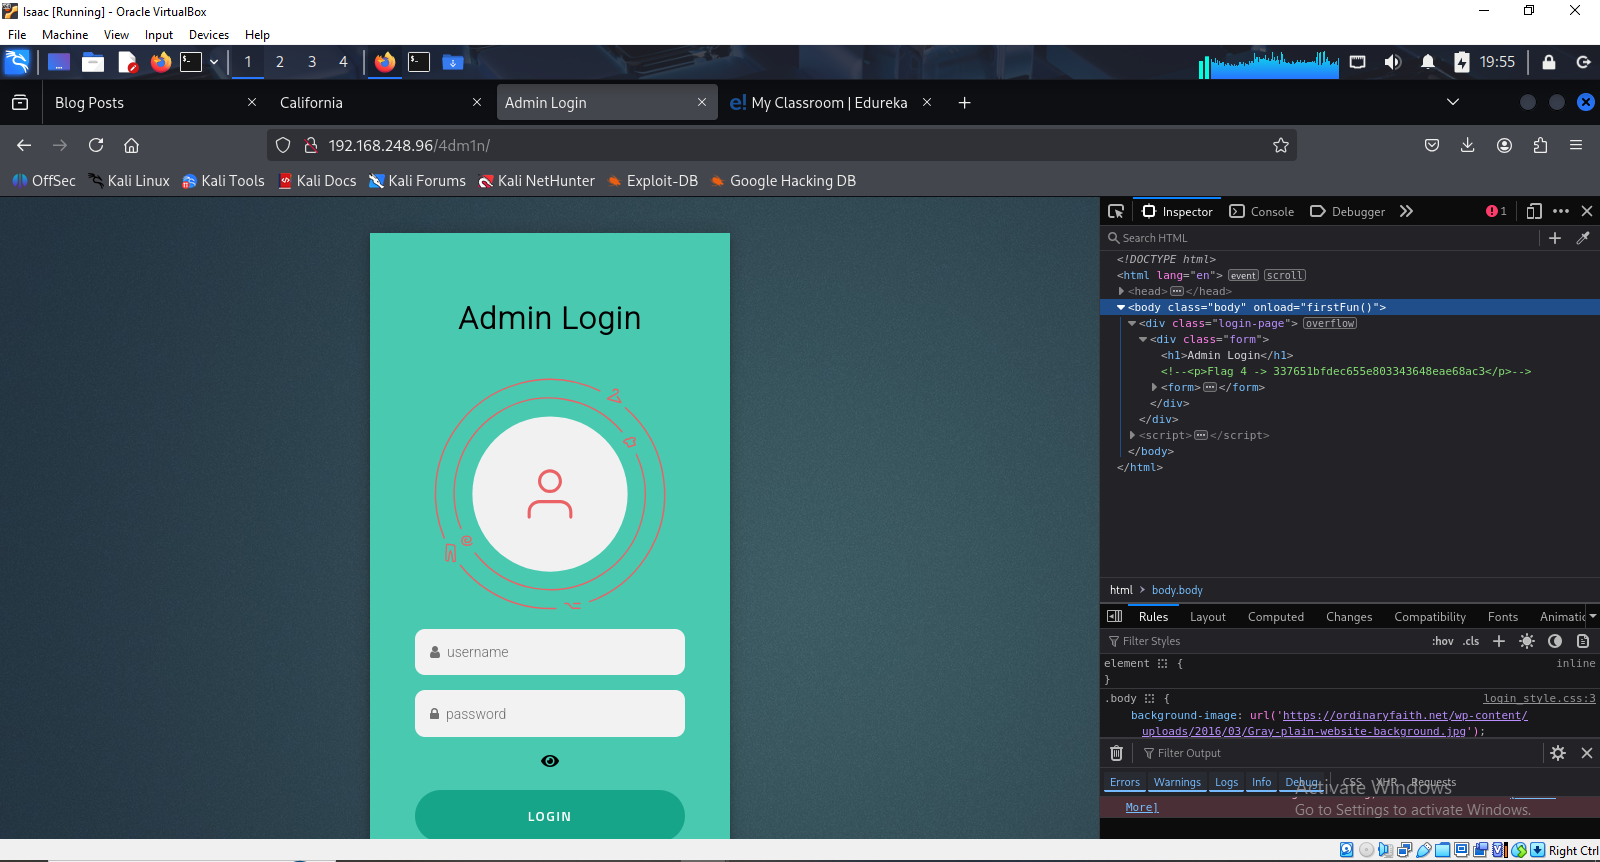 Isaac [Running] - Oracle VirtualBox
File Machine View Input Devices Help
1 2 3 4
19:55
Blog Posts
California
Admin Login
e! My Classroom | Edureka
192.168.248.96/4dm1n/
OffSec Kali Linux Kali Tools Kali Docs Kali Forums Kali NetHunter Exploit-DB Google Hacking DB
Admin Login
username
password
LOGIN
Inspector Console Debugger 1
Search HTML
<!DOCTYPE html>
<html lang="en"> event scroll
<head> </head>
<body class="body" onload="firstFun()">
<div class="login-page"> overflow
<div class="form">
<h1>Admin Login</h1>
<!--<p>Flag 4 -> 337651bfdec655e803343648eae68ac3</p>-->
<form> </form>
</div>
</div>
<script> </script>
</body>
</html>
html > body.body
Rules Layout Computed Changes Compatibility Fonts Animatic
Filter Styles :hov .cls
element { inline
}
.body { login_style.css:3
background-image: url('https://ordinaryfaith.net/wp-content/
uploads/2016/03/Gray-plain-website-background.jpg');
Filter Output
Errors Warnings Logs Info Debug CSS XHR Requests
Activate Windows
More]
Go to Settings to activate Windows.
Right Ctrl